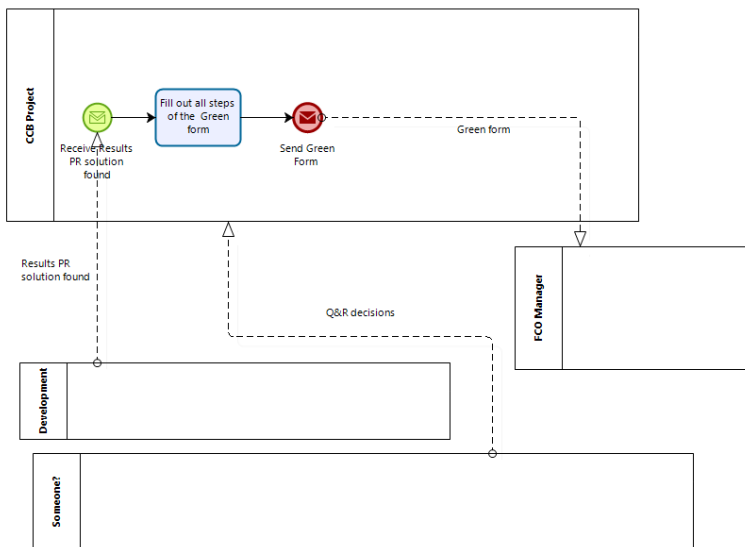 CCB Project
Fill out all steps
of the Green
form
Receive Results
PR solution
found
Send Green
Form
Green form
Results PR
solution found
Q&R decisions
FCO Manager
Development
Someone?